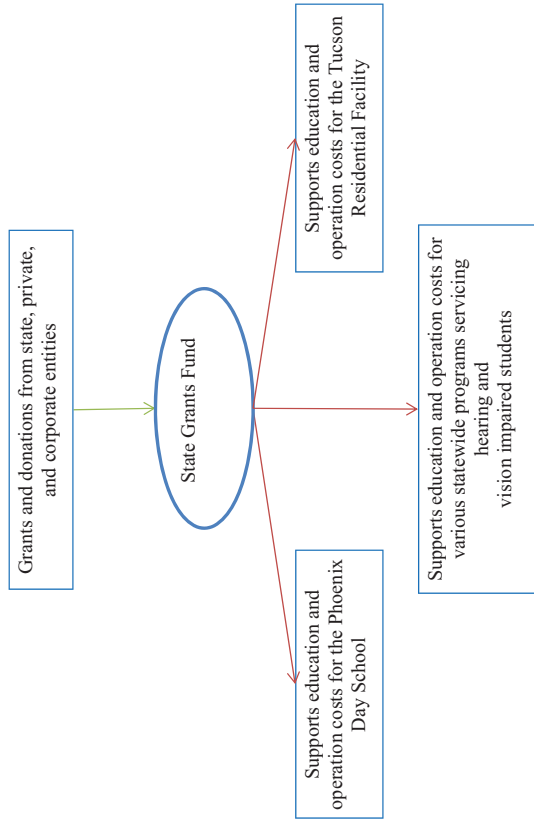 Grants and donations from state, private,
and corporate entities
State Grants Fund
Supports education and
operation costs for the Phoenix
Day School
Supports education and operation costs for
various statewide programs servicing
hearing and
vision impaired students
Supports education and
operation costs for the Tucson
Residential Facility